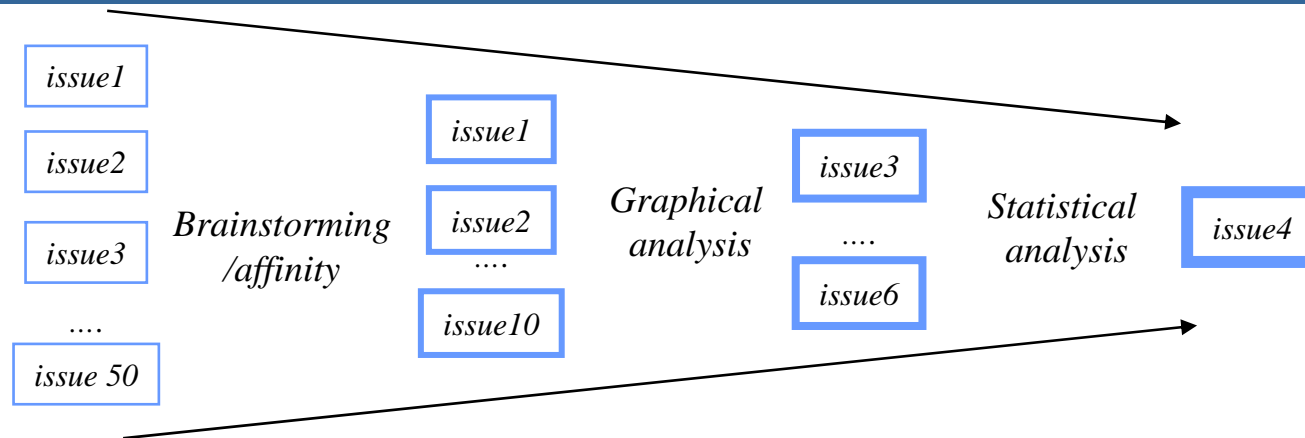 issue1
issue2
issue3
....
issue 50
Brainstorming
/affinity
issue1
issue2
....
issue10
Graphical
analysis
issue3
....
issue6
Statistical
analysis
issue4